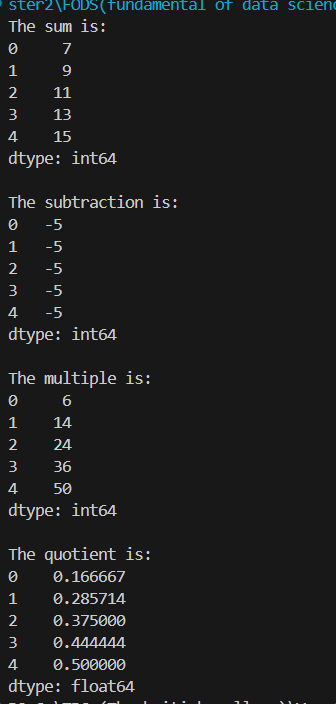 ster2\FODS(fundamental of data scien
The sum is:
0     7
1     9
2    11
3    13
4    15
dtype: int64
The subtraction is:
0   -5
1   -5
2   -5
3   -5
4   -5
dtype: int64
The multiple is:
0     6
1    14
2    24
3    36
4    50
dtype: int64
The quotient is:
0    0.166667
1    0.285714
2    0.375000
3    0.444444
4    0.500000
dtype: float64